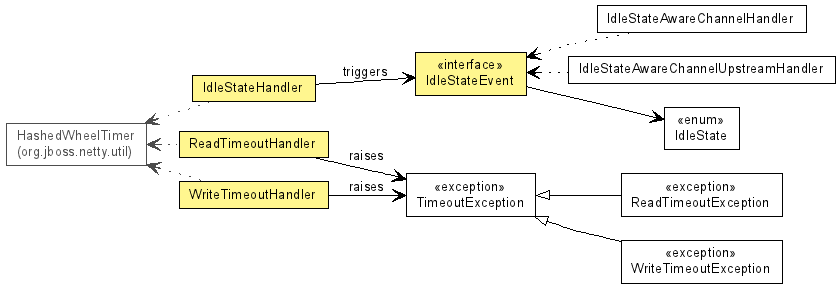 IdleStateAwareChannelHandler
«interface»
IdleStateEvent
IdleStateAwareChannelUpstreamHandler
triggers
IdleStateHandler
«enum»
IdleState
HashedWheelTimer
(org.jboss.netty.util)
ReadTimeoutHandler
raises
WriteTimeoutHandler
raises
«exception»
TimeoutException
«exception»
ReadTimeoutException
«exception»
WriteTimeoutException